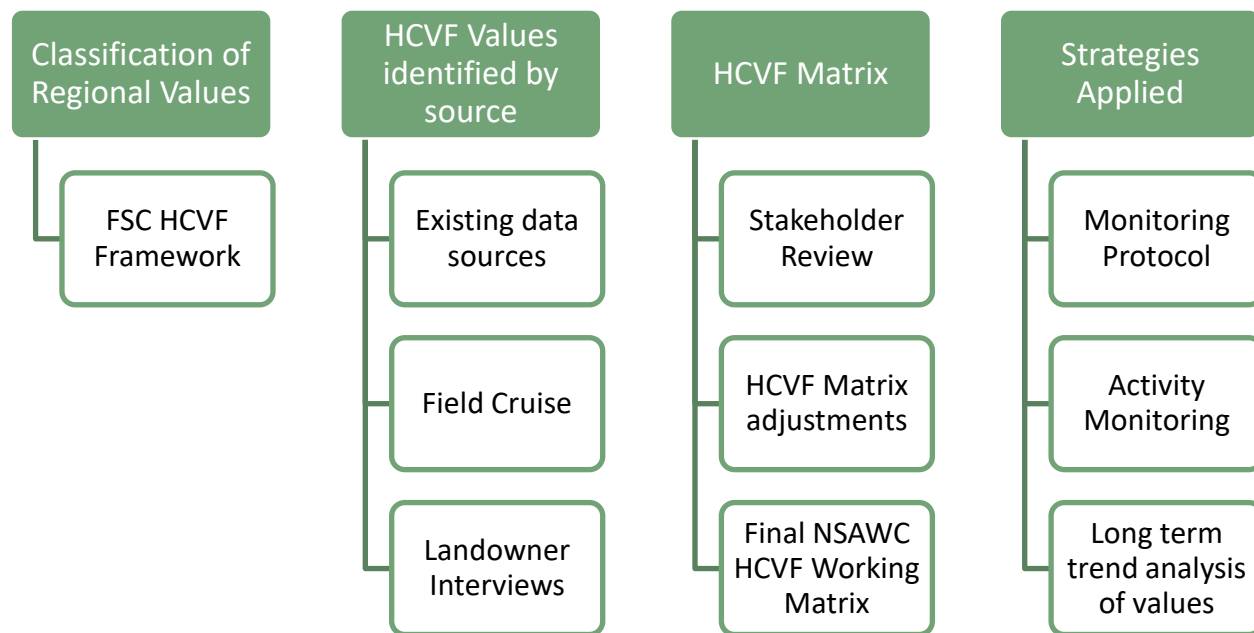 Classification of
Regional Values
FSC HCVF
Framework
HCVF Values
identified by
source
Existing data
sources
Field Cruise
Landowner
Interviews
HCVF Matrix
Stakeholder
Review
HCVF Matrix
adjustments
Final NSAWC
HCVF Working
Matrix
Strategies
Applied
Monitoring
Protocol
Activity
Monitoring
Long term
trend analysis
of values